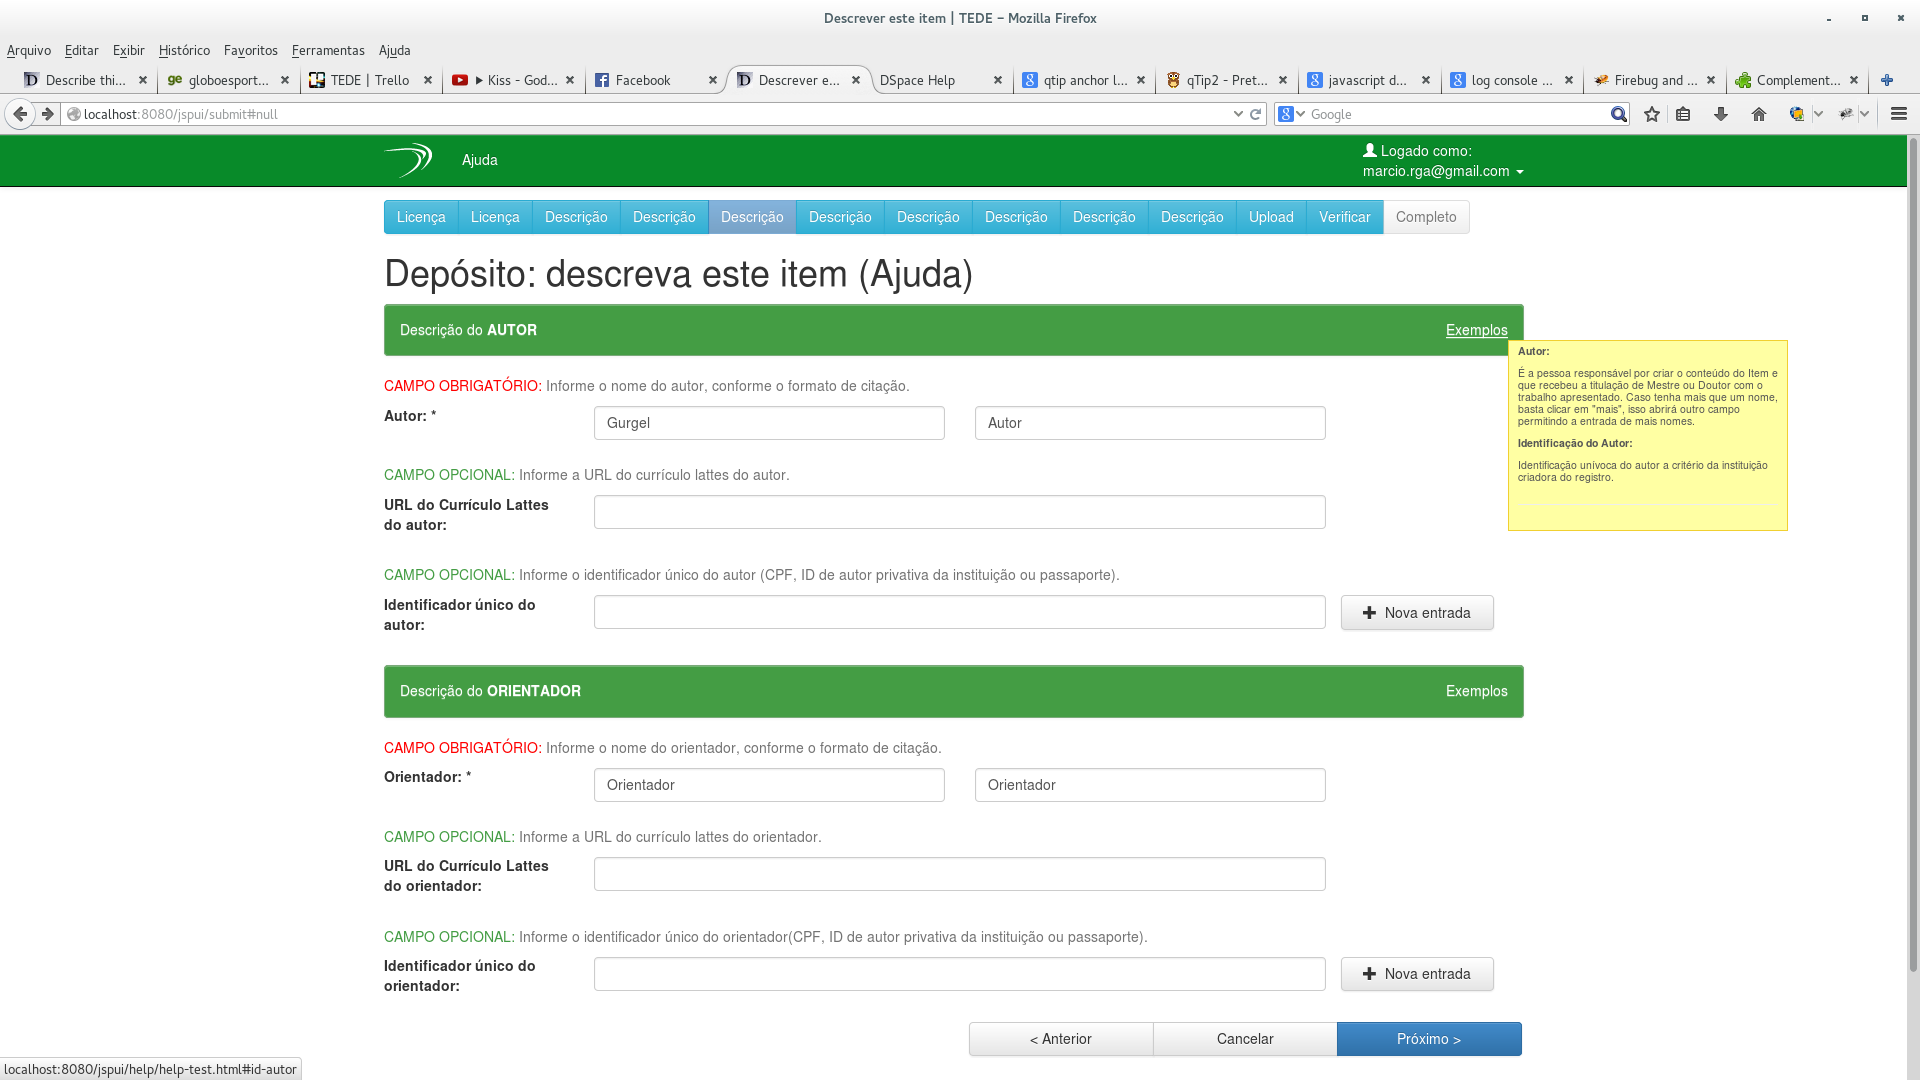 Descrever este item | TEDE - Mozilla Firefox
Arquivo Editar Exibir Histórico Favoritos Ferramentas Ajuda
Describe thi... globoesport... TEDE | Trello Kiss - God... Facebook Descrever e... DSpace Help qtip anchor l... qTip2 - Pret... javascript d... log console ... Firebug and ... Complement...
localhost:8080/jspui/submit#null Google
Ajuda
Logado como:
marcio.rga@gmail.com
Licença Licença Descrição Descrição Descrição Descrição Descrição Descrição Descrição Descrição Upload Verificar Completo
Depósito: descreva este item (Ajuda)
Descrição do AUTOR Exemplos
Autor:
É a pessoa responsável por criar o conteúdo do Item e
que recebeu a titulação de Mestre ou Doutor com o
trabalho apresentado. Caso tenha mais que um nome,
basta clicar em "mais", isso abrirá outro campo
permitindo a entrada de mais nomes.
Identificação do Autor:
Identificação unívoca do autor a critério da instituição
criadora do registro.
CAMPO OBRIGATÓRIO: Informe o nome do autor, conforme o formato de citação.
Autor: * Gurgel Autor
CAMPO OPCIONAL: Informe a URL do currículo lattes do autor.
URL do Currículo Lattes
do autor:
CAMPO OPCIONAL: Informe o identificador único do autor (CPF, ID de autor privativa da instituição ou passaporte).
Identificador único do
autor:
Nova entrada
Descrição do ORIENTADOR Exemplos
CAMPO OBRIGATÓRIO: Informe o nome do orientador, conforme o formato de citação.
Orientador: * Orientador Orientador
CAMPO OPCIONAL: Informe a URL do currículo lattes do orientador.
URL do Currículo Lattes
do orientador:
CAMPO OPCIONAL: Informe o identificador único do orientador(CPF, ID de autor privativa da instituição ou passaporte).
Identificador único do
orientador:
Nova entrada
< Anterior Cancelar Próximo >
localhost:8080/jspui/help/help-test.html#id-autor